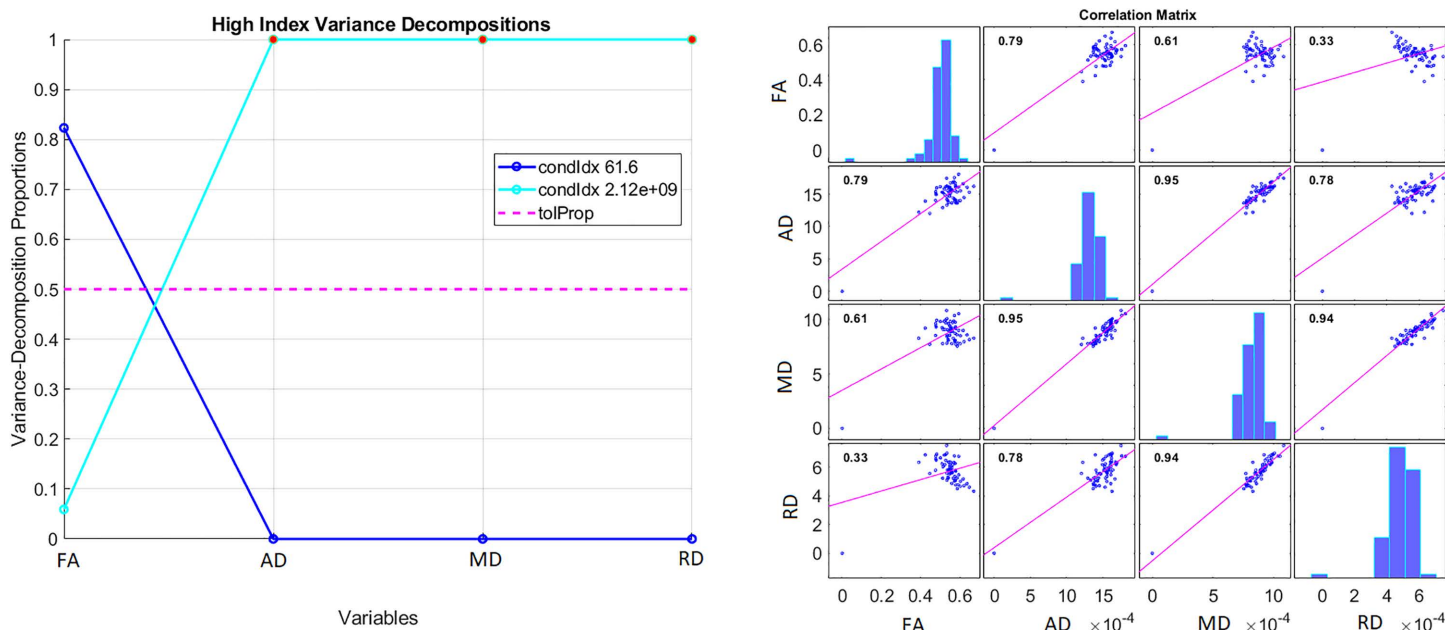 High Index Variance Decompositions
Variance-Decomposition Proportions
1
0.9
0.8
0.7
0.6
0.5
0.4
0.3
0.2
0.1
0
condIdx 61.6
condIdx 2.12e+09
tolProp
FA AD MD RD
Variables
Correlation Matrix
FA
0.6
0.4
0.2
0
0.79 0.61 0.33
AD
15
10
5
0
0.79 0.95 0.78
MD
10
5
0
0.61 0.95 0.94
RD
6
4
2
0
0.33 0.78 0.94
0 0.2 0.4 0.6 0 5 10 15 0 5 10 0 2 4 6
FA AD ×10⁻⁴ MD ×10⁻⁴ RD ×10⁻⁴